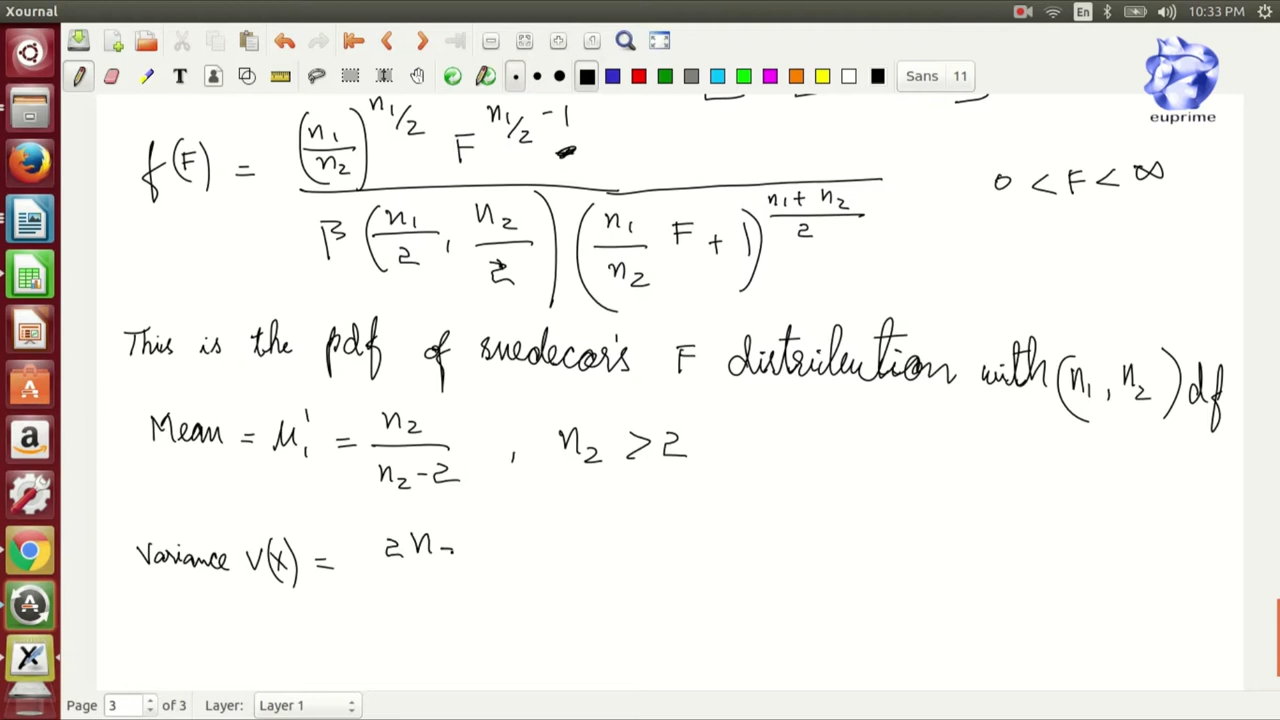 Xournal
En
10:33 PM
Sans 11
euprime
f(F) = (n₁/n₂)^(n₁/2) F^(n₁/2 - 1) / β(n₁/2, n₂/2) (n₁/n₂ F + 1)^((n₁ + n₂)/2) 0 < F < ∞
This is the pdf of snedecor's F distribution with (n₁, n₂) df
Mean = μ₁' = n₂/(n₂ - 2) , n₂ > 2
Variance V(X) = 2n
Page 3 of 3 Layer: Layer 1